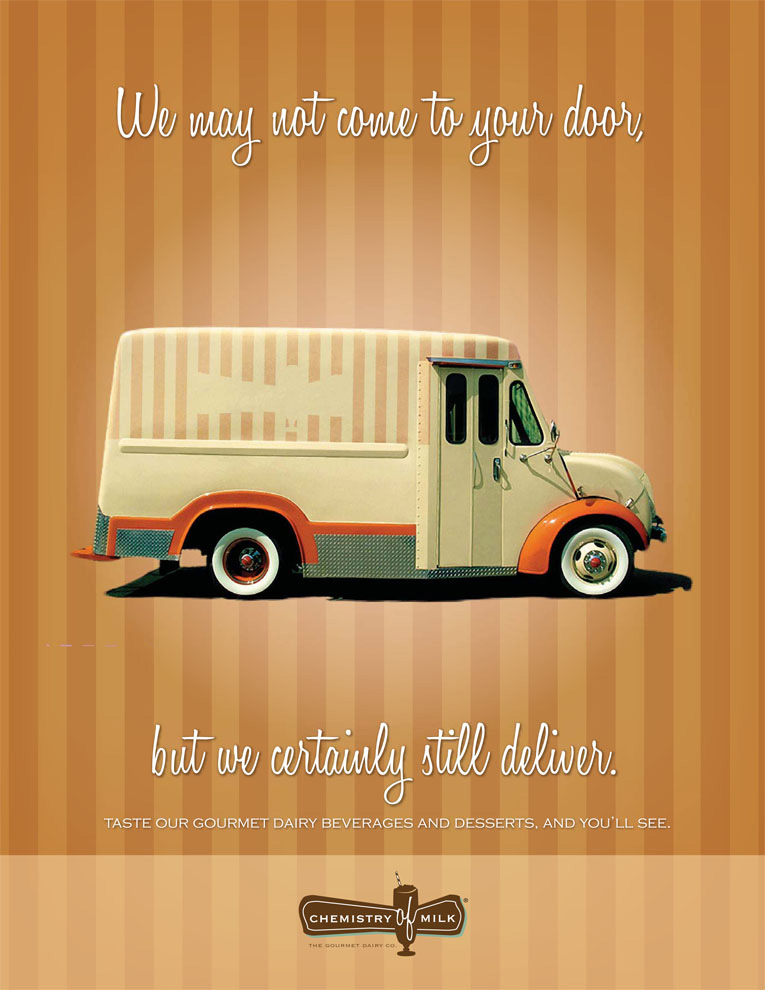 We may not come to your door,
but we certainly still deliver.
TASTE OUR GOURMET DAIRY BEVERAGES AND DESSERTS, AND YOU'LL SEE.
CHEMISTRY of MILK®
THE GOURMET DAIRY CO.